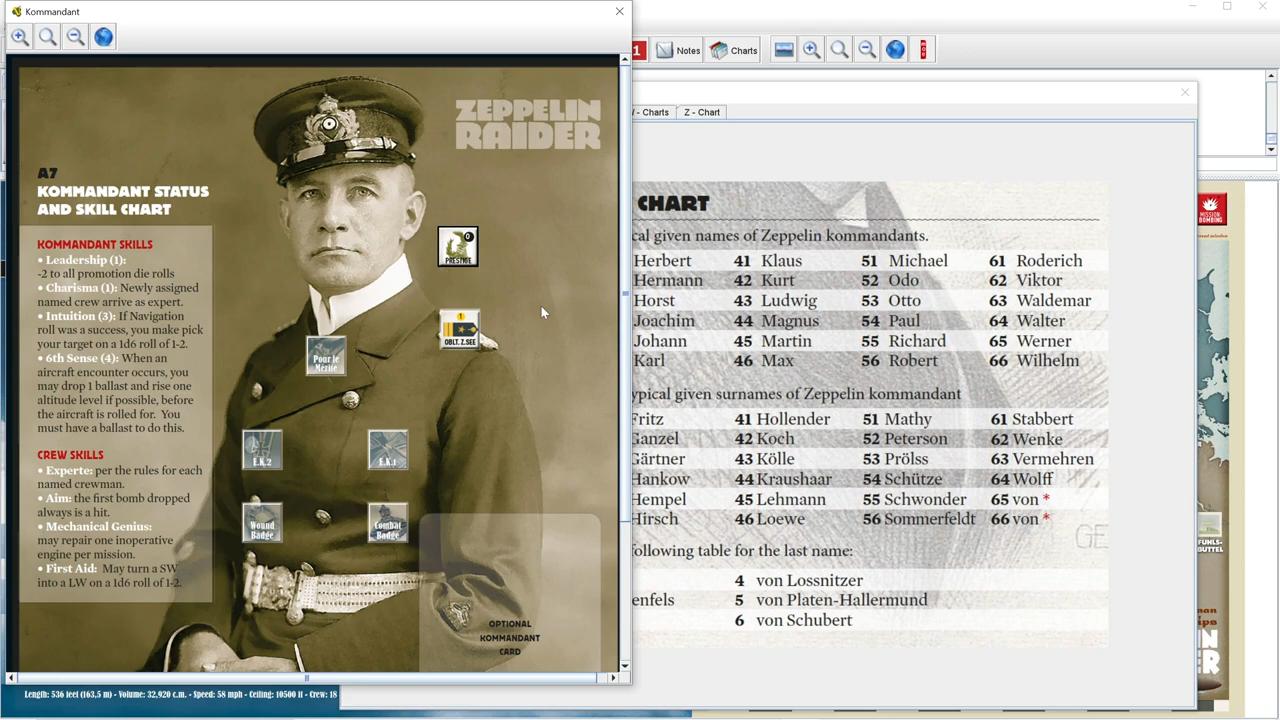 Kommandant
ZEPPELIN
RAIDER
A7
KOMMANDANT STATUS
AND SKILL CHART
KOMMANDANT SKILLS
• Leadership (1):
-2 to all promotion die rolls
• Charisma (1): Newly assigned
named crew arrive as expert.
• Intuition (3): If Navigation
roll was a success, you make pick
your target on a 1d6 roll of 1-2.
• 6th Sense (4): When an
aircraft encounter occurs, you
may drop 1 ballast and rise one
altitude level if possible, before
the aircraft is rolled for. You
must have a ballast to do this.
CREW SKILLS
• Experte: per the rules for each
named crewman.
• Aim: the first bomb dropped
always is a hit.
• Mechanical Genius:
may repair one inoperative
engine per mission.
• First Aid: May turn a SW
into a LW on a 1d6 roll of 1-2.
0
PRESTIGE
1
OBLT. Z.SEE
Pour le
Mérite
E.K.2
E.K.1
Wound
Badge
Combat
Badge
OPTIONAL
KOMMANDANT
CARD
Length: 536 feet (163,5 m) - Volume: 32,920 c.m. - Speed: 58 mph - Ceiling: 10500 ft - Crew: 18
1
Notes
Charts
- Charts
Z - Chart
CHART
cal given names of Zeppelin kommandants.
Herbert 41 Klaus 51 Michael 61 Roderich
Hermann 42 Kurt 52 Odo 62 Viktor
Horst 43 Ludwig 53 Otto 63 Waldemar
Joachim 44 Magnus 54 Paul 64 Walter
Johann 45 Martin 55 Richard 65 Werner
Karl 46 Max 56 Robert 66 Wilhelm
ypical given surnames of Zeppelin kommandant
Fritz 41 Hollender 51 Mathy 61 Stabbert
Ganzel 42 Koch 52 Peterson 62 Wenke
Gärtner 43 Kölle 53 Prölss 63 Vermehren
Hankow 44 Kraushaar 54 Schütze 64 Wolff
Hempel 45 Lehmann 55 Schwonder 65 von *
Hirsch 46 Loewe 56 Sommerfeldt 66 von *
following table for the last name:
4 von Lossnitzer
enfels 5 von Platen-Hallermund
6 von Schubert
GE
MISSION:
BOMBING
FUHLS-
BUTTEL